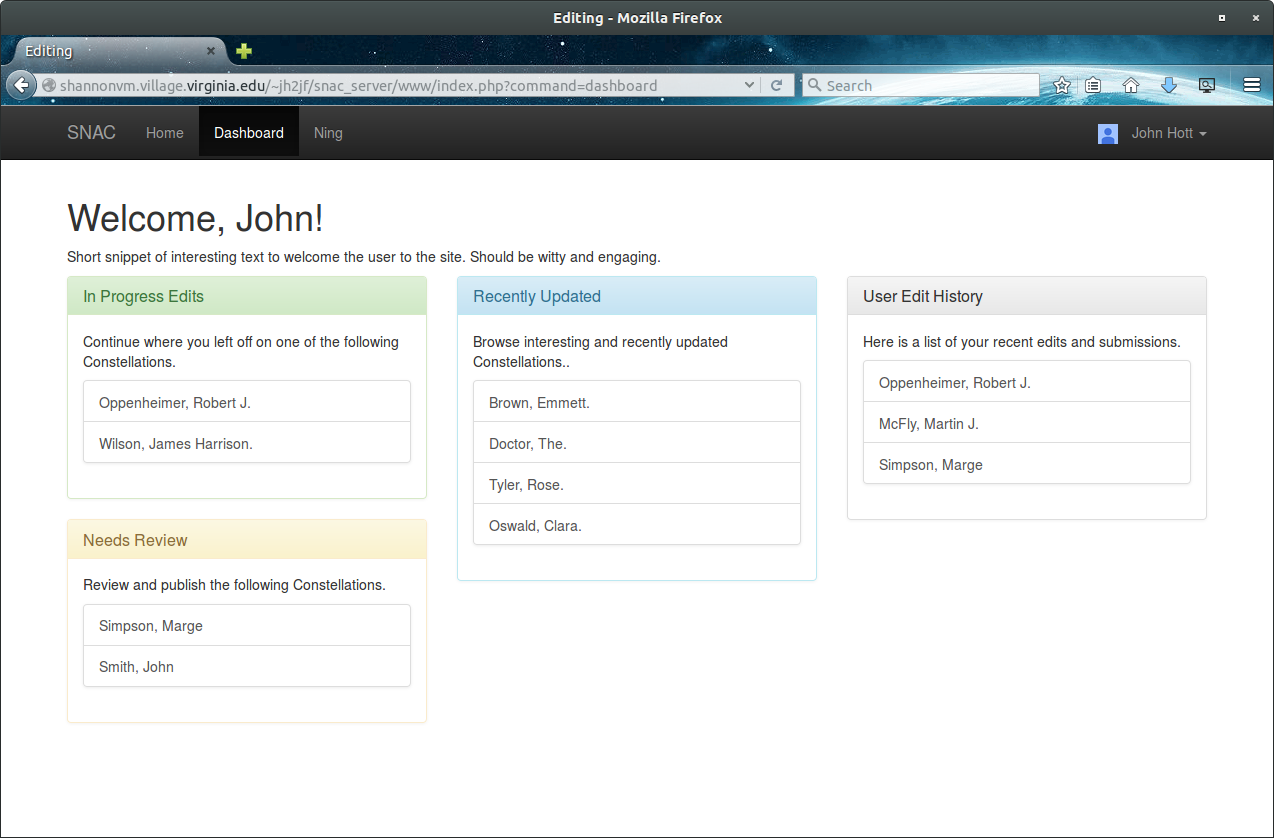 Editing - Mozilla Firefox
Editing
shannonvm.village.virginia.edu/~jh2jf/snac_server/www/index.php?command=dashboard
Search
SNAC Home Dashboard Ning John Hott
Welcome, John!
Short snippet of interesting text to welcome the user to the site. Should be witty and engaging.
In Progress Edits
Continue where you left off on one of the following
Constellations.
Oppenheimer, Robert J.
Wilson, James Harrison.
Needs Review
Review and publish the following Constellations.
Simpson, Marge
Smith, John
Recently Updated
Browse interesting and recently updated
Constellations..
Brown, Emmett.
Doctor, The.
Tyler, Rose.
Oswald, Clara.
User Edit History
Here is a list of your recent edits and submissions.
Oppenheimer, Robert J.
McFly, Martin J.
Simpson, Marge